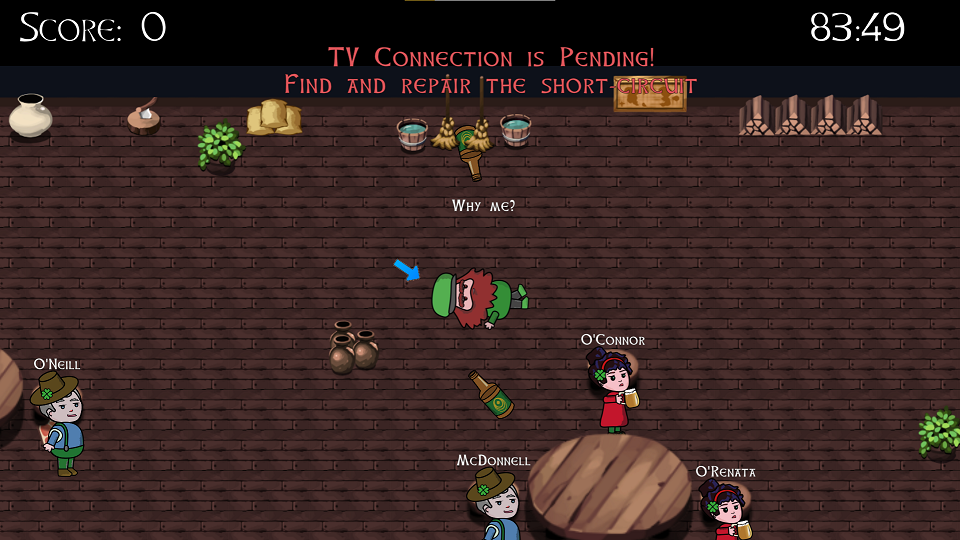 Score: 0
83:49
TV Connection is Pending!
Find and repair the short-circuit
Why me?
O'Connor
O'Neill
McDonnell
O'Renata